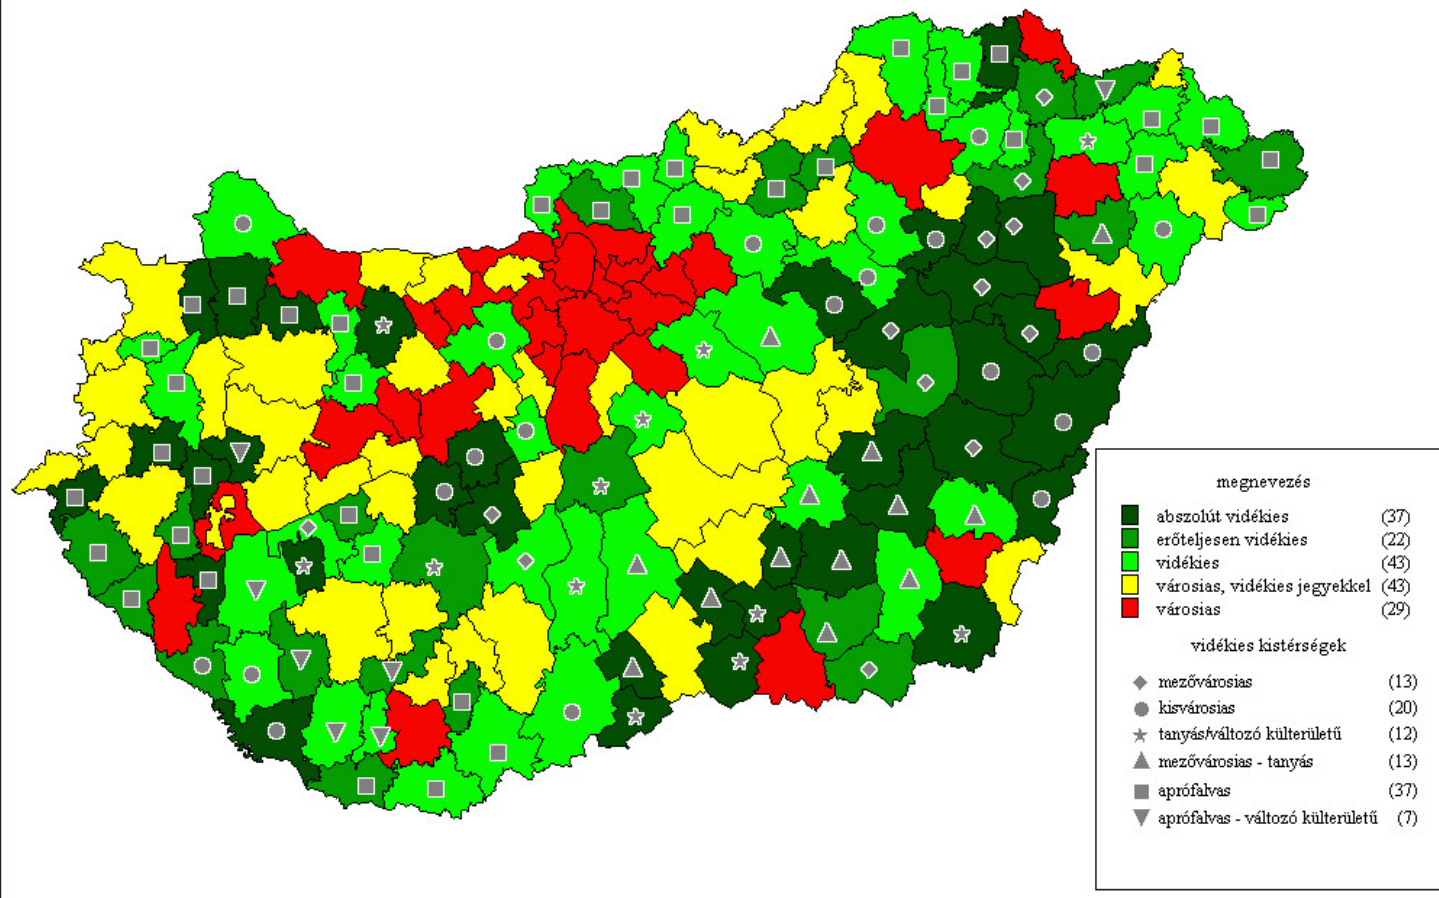 megnevezés
abszolút vidékies (37)
erőteljesen vidékies (22)
vidékies (43)
városias, vidékies jegyekkel (43)
városias (29)
vidékies kistérségek
mezővárosias (13)
kisvárosias (20)
tanyás/változó külterületű (12)
mezővárosias - tanyás (13)
aprófalvas (37)
aprófalvas - változó külterületű (7)